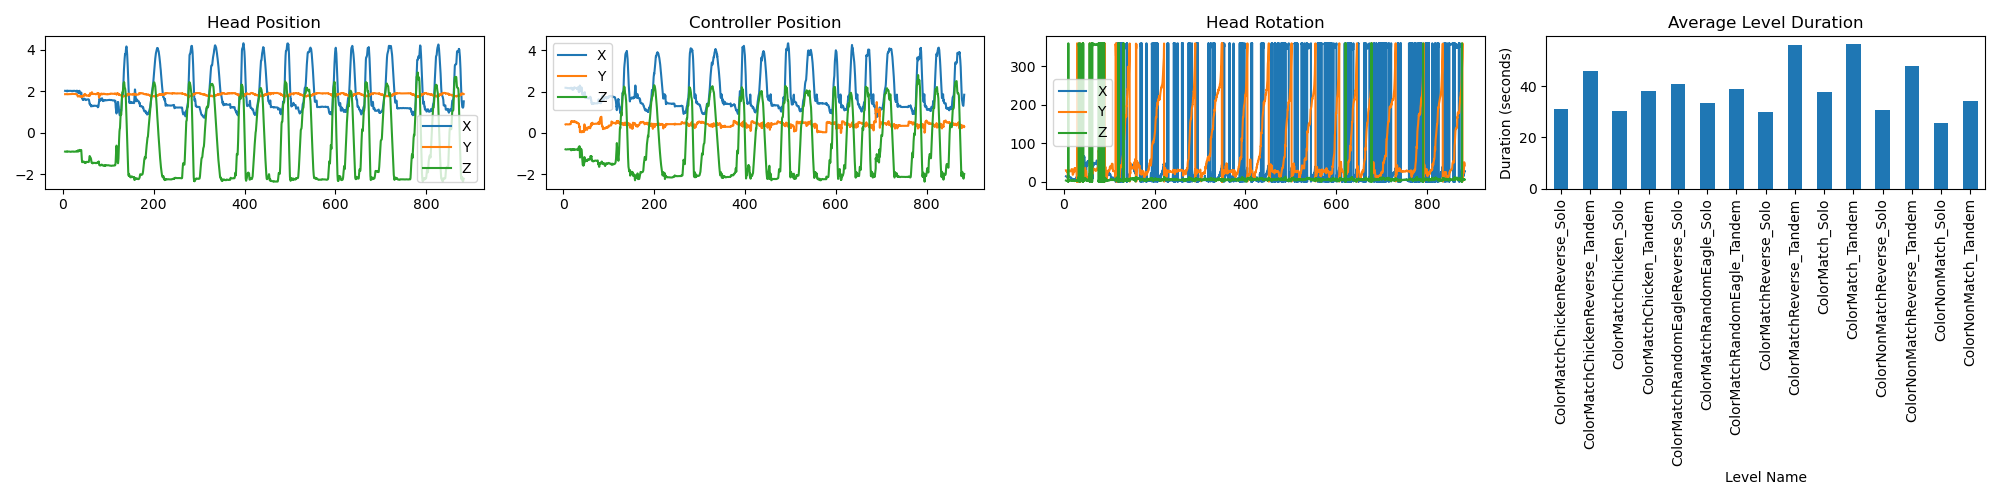 Head Position
4
2
0
−2
0
200
400
600
800
X
Y
Z
Controller Position
4
2
0
−2
0
200
400
600
800
X
Y
Z
Head Rotation
300
200
100
0
0
200
400
600
800
X
Y
Z
Average Level Duration
Duration (seconds)
40
20
0
ColorMatchChickenReverse_Solo
ColorMatchChickenReverse_Tandem
ColorMatchChicken_Solo
ColorMatchChicken_Tandem
ColorMatchRandomEagleReverse_Solo
ColorMatchRandomEagle_Solo
ColorMatchRandomEagle_Tandem
ColorMatchReverse_Solo
ColorMatchReverse_Tandem
ColorMatch_Solo
ColorMatch_Tandem
ColorNonMatchReverse_Solo
ColorNonMatchReverse_Tandem
ColorNonMatch_Solo
ColorNonMatch_Tandem
Level Name